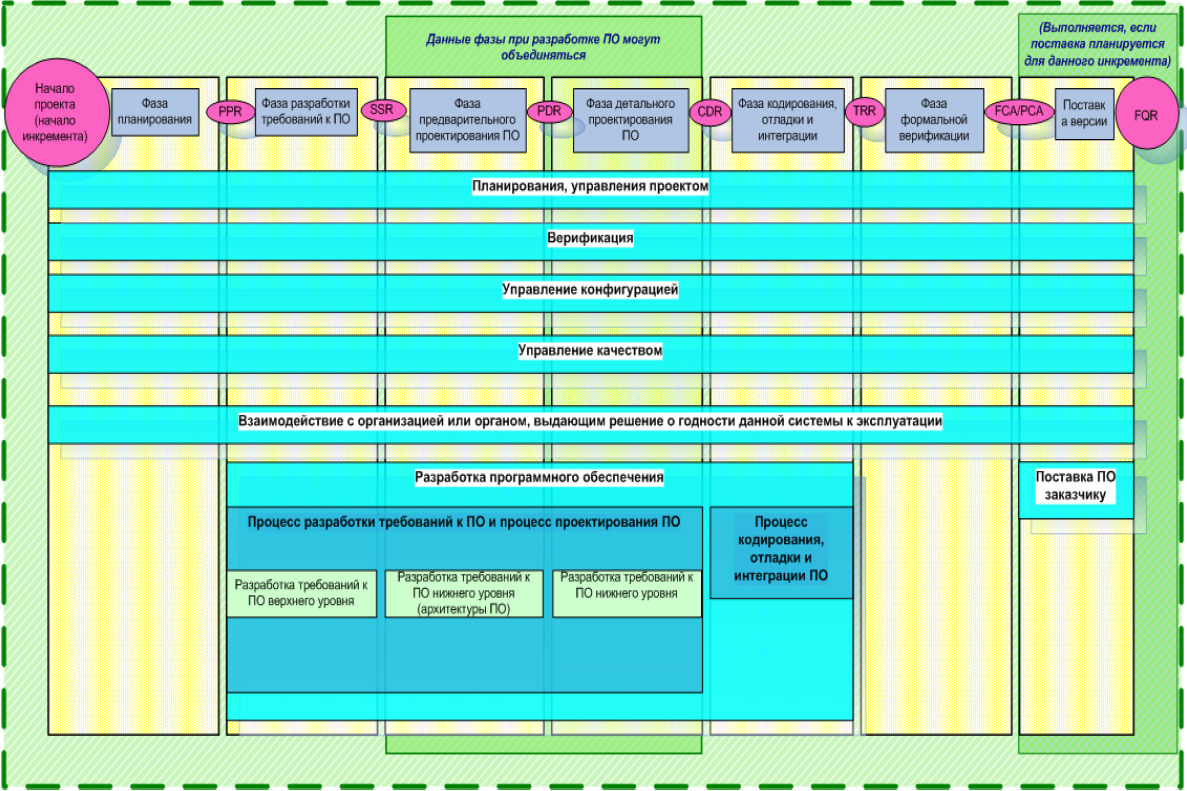 Данные фазы при разработке ПО могут
объединяться
(Выполняется, если
поставка планируется
для данного инкремента)
Начало
проекта
(начало
инкремента)
Фаза
планирования
PPR
Фаза разработки
требований к ПО
SSR
Фаза
предварительного
проектирования ПО
PDR
Фаза детального
проектирования
ПО
CDR
Фаза кодирования,
отладки и
интеграции
TRR
Фаза
формальной
верификации
FCA/PCA
Поставк
а версии
FQR
Планирования, управления проектом
Верификация
Управление конфигурацией
Управление качеством
Взаимодействие с организацией или органом, выдающим решение о годности данной системы к эксплуатации
Разработка программного обеспечения
Поставка ПО
заказчику
Процесс разработки требований к ПО и процесс проектирования ПО
Процесс
кодирования,
отладки и
интеграции ПО
Разработка требований к
ПО верхнего уровня
Разработка требований к
ПО нижнего уровня
(архитектуры ПО)
Разработка требований к
ПО нижнего уровня